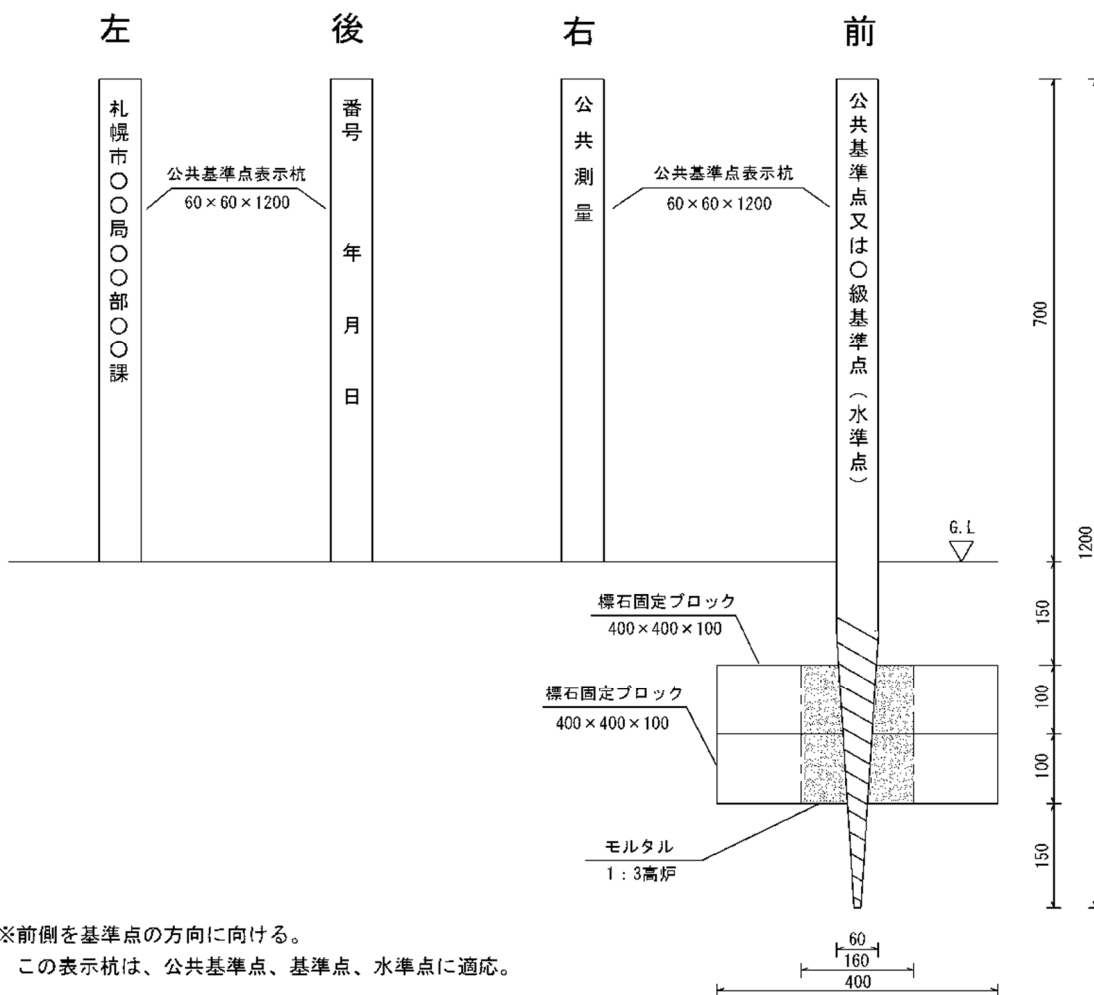 左
後
右
前
札幌市〇〇局〇〇部〇〇課
番号 年 月 日
公共測量
公共基準点又は〇級基準点（水準点）
公共基準点表示杭
60×60×1200
公共基準点表示杭
60×60×1200
700
1200
G.L
150
標石固定ブロック
400×400×100
標石固定ブロック
400×400×100
100
100
モルタル
1：3高炉
150
60
160
400
※前側を基準点の方向に向ける。
この表示杭は、公共基準点、基準点、水準点に適応。